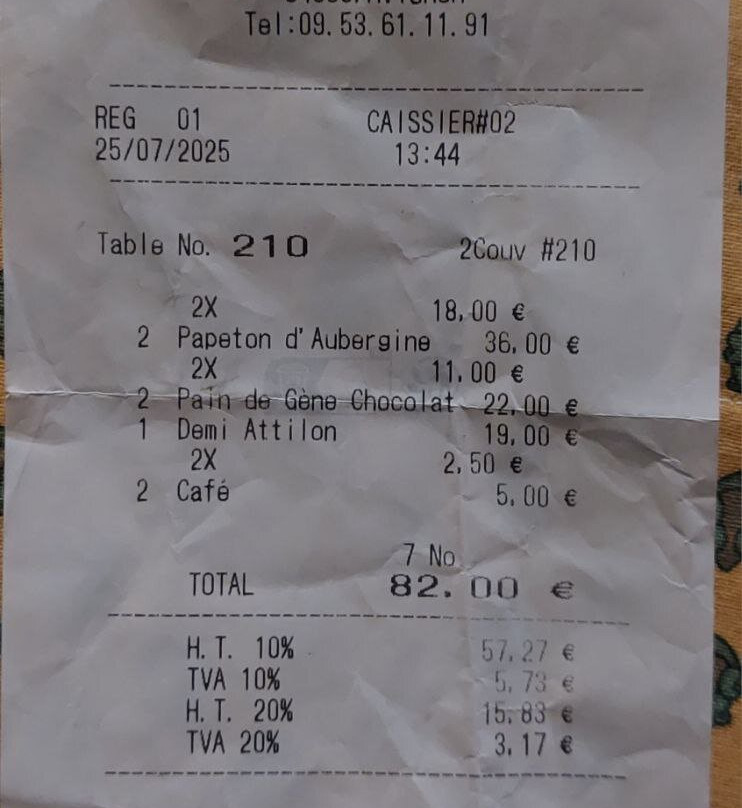 Tel:09.53.61.11.91
REG 01 CAISSIER#02
25/07/2025 13:44
Table No. 210 2Couv #210
2X 18,00 €
2 Papeton d'Aubergine 36,00 €
2X 11,00 €
2 Pain de Gène Chocolat 22,00 €
1 Demi Attilon 19,00 €
2X 2,50 €
2 Café 5,00 €
7 No
TOTAL 82.00 €
H.T. 10% 57,27 €
TVA 10% 5,73 €
H.T. 20% 15,83 €
TVA 20% 3,17 €